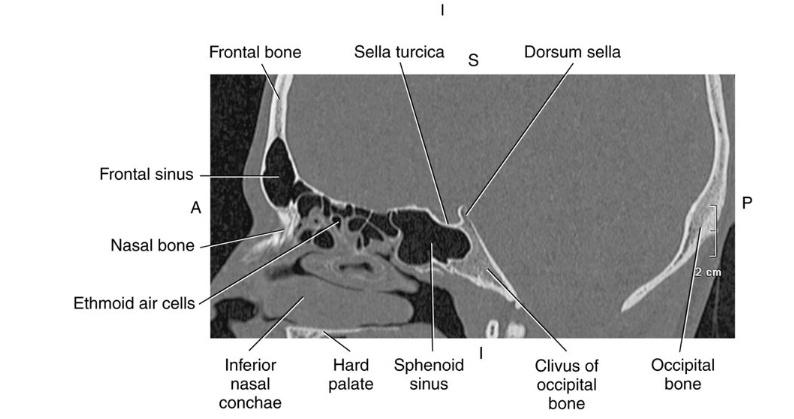 I
Frontal bone
Sella turcica
Dorsum sella
S
Frontal sinus
A
P
Nasal bone
2 cm
Ethmoid air cells
I
Inferior
nasal
conchae
Hard
palate
Sphenoid
sinus
Clivus of
occipital
bone
Occipital
bone